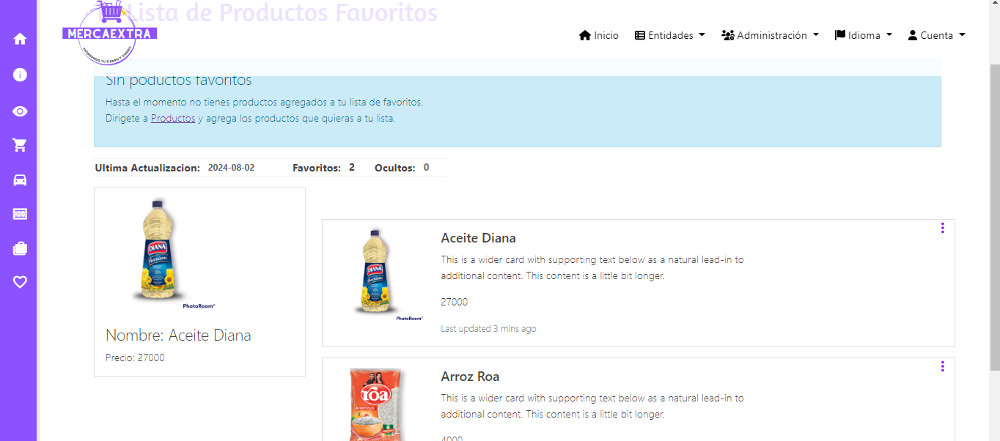 Lista de Productos Favoritos
MERCAEXTRA
AHORRAMOS TU TIEMPO Y DINERO
Inicio
Entidades
Administración
Idioma
Cuenta
Sin poductos favoritos
Hasta el momento no tienes productos agregados a tu lista de favoritos.
Dirigete a Productos y agrega los productos que quieras a tu lista.
Ultima Actualizacion: 2024-08-02 Favoritos: 2 Ocultos: 0
DIANA
Premium
PhotoRoom
Nombre: Aceite Diana
Precio: 27000
DIANA
Premium
PhotoRoom
Aceite Diana
This is a wider card with supporting text below as a natural lead-in to
additional content. This content is a little bit longer.
27000
Last updated 3 mins ago
roa
FORTIPLUS
Arroz Roa
This is a wider card with supporting text below as a natural lead-in to
additional content. This content is a little bit longer.
4000